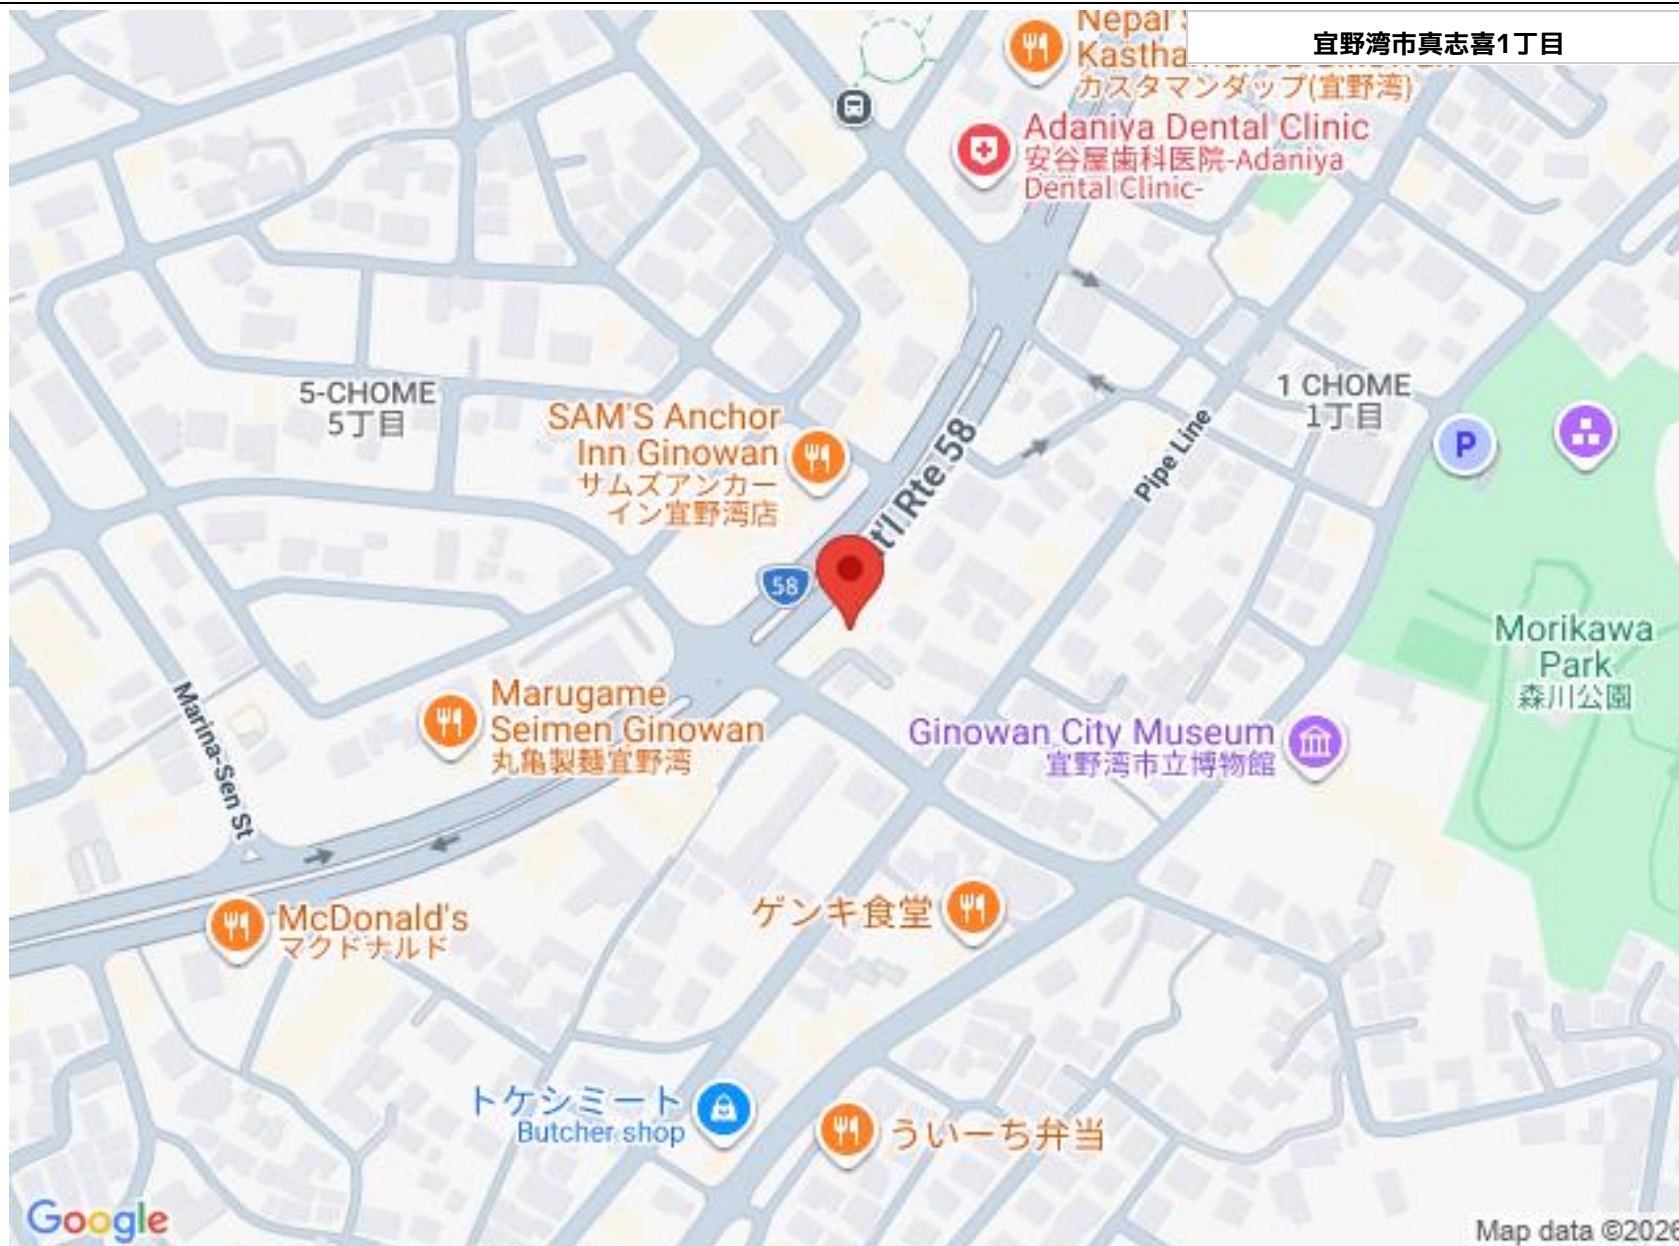 宜野湾市真志喜1丁目
カスタマンダップ(宜野湾)
Adaniya Dental Clinic
安谷屋歯科医院-Adaniya
Dental Clinic-
5-CHOME
5丁目
1 CHOME
1丁目
P
SAM'S Anchor
Inn Ginowan
サムズアンカー
イン宜野湾店
Rte 58
58
Pipe Line
Morikawa
Park
森川公園
Marina-Sen St
Marugame
Seimen Ginowan
丸亀製麺宜野湾
Ginowan City Museum
宜野湾市立博物館
McDonald's
マクドナルド
ゲンキ食堂
トケシミート
Butcher shop
ういーち弁当
Google
Map data ©2026